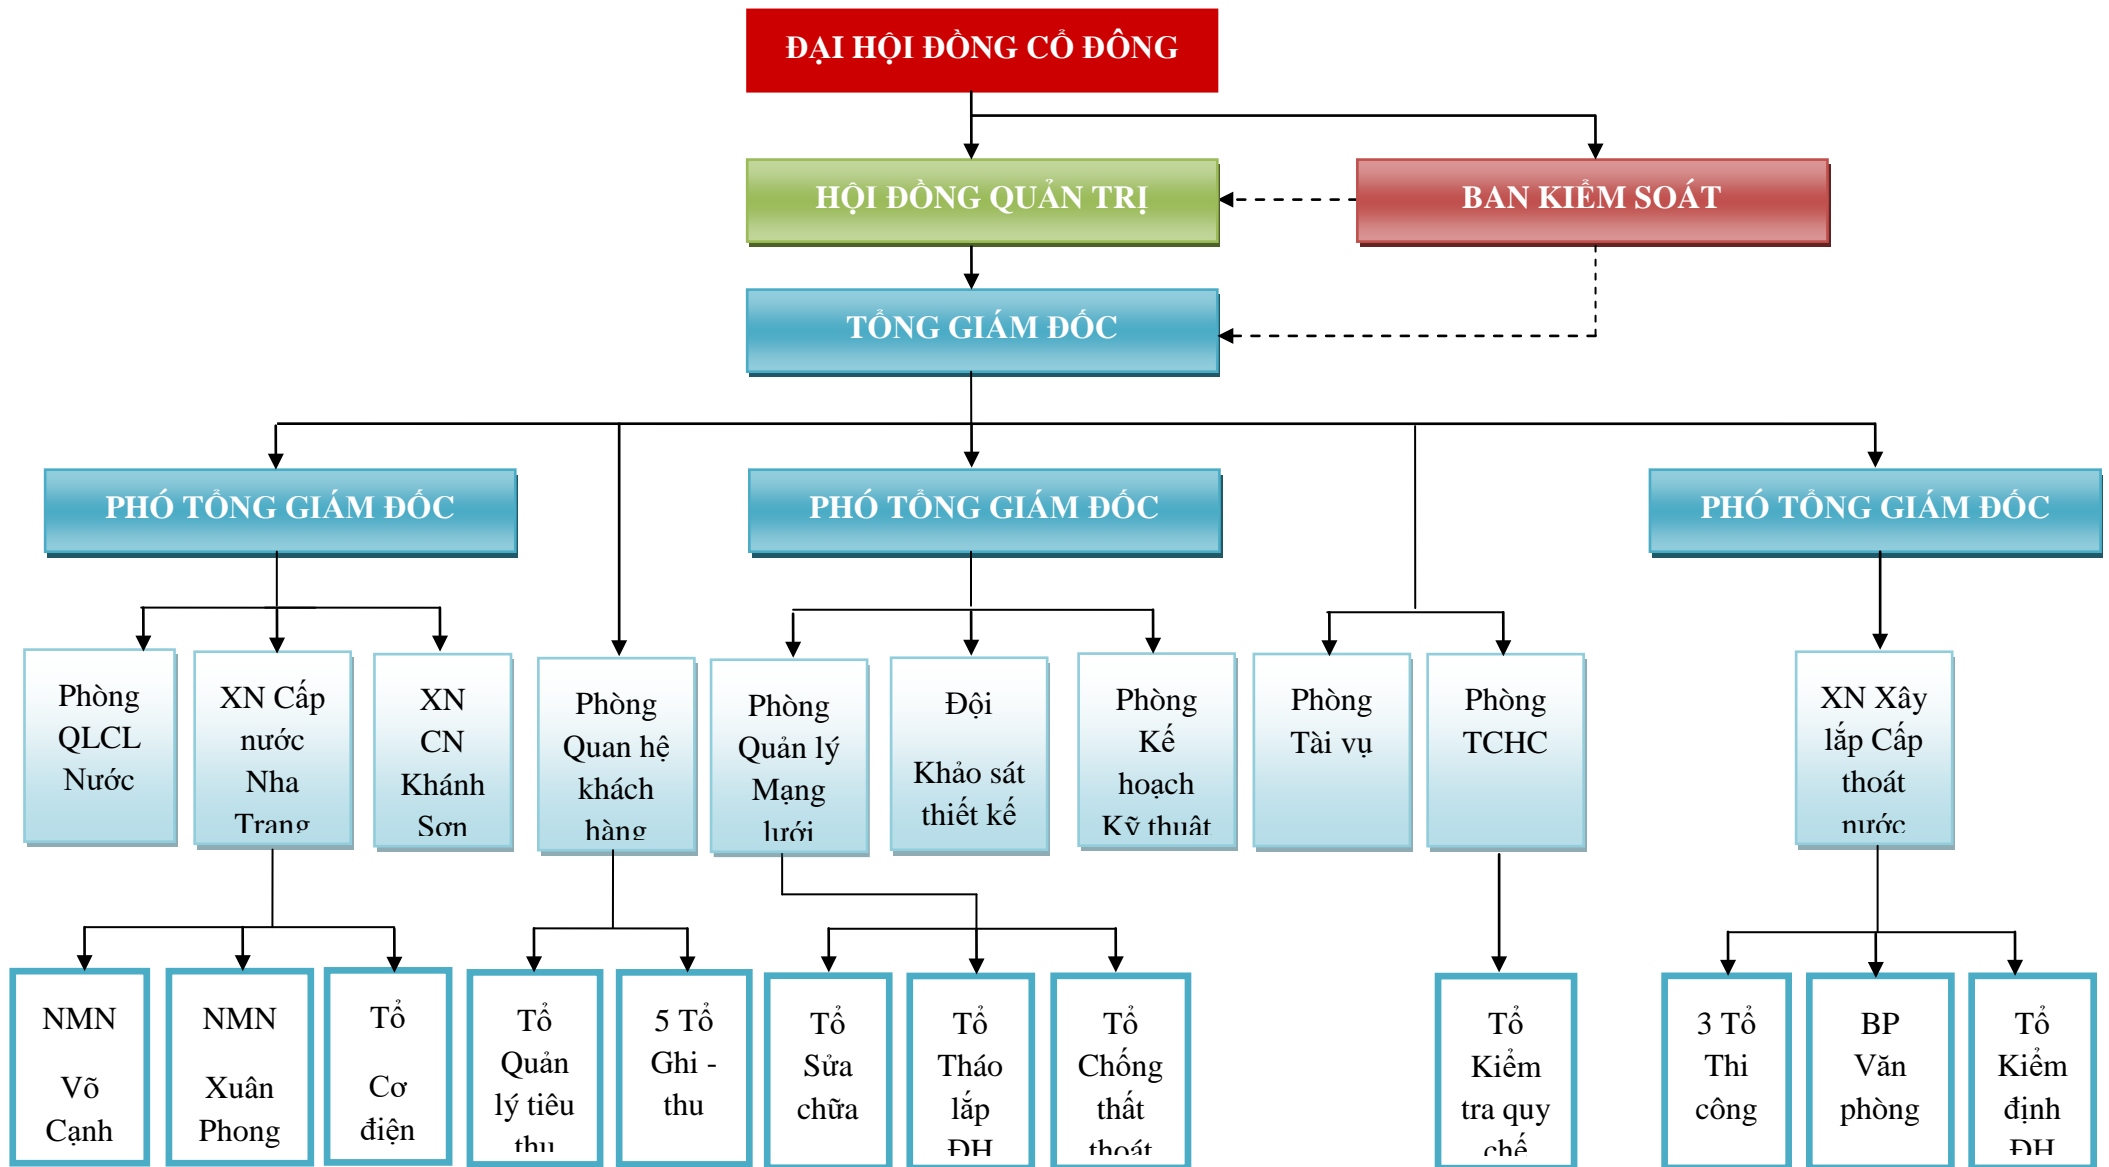 ĐẠI HỘI ĐỒNG CỔ ĐÔNG
HỘI ĐỒNG QUẢN TRỊ
BAN KIỂM SOÁT
TỔNG GIÁM ĐỐC
PHÓ TỔNG GIÁM ĐỐC
PHÓ TỔNG GIÁM ĐỐC
PHÓ TỔNG GIÁM ĐỐC
Phòng
QLCL
Nước
XN Cấp
nước
Nha
Trang
XN
CN
Khánh
Sơn
Phòng
Quan hệ
khách
hàng
Phòng
Quản lý
Mạng
lưới
Đội
Khảo sát
thiết kế
Phòng
Kế
hoạch
Kỹ thuật
Phòng
Tài vụ
Phòng
TCHC
XN Xây
lắp Cấp
thoát
nước
NMN
Võ
Cạnh
NMN
Xuân
Phong
Tổ
Cơ
điện
Tổ
Quản
lý tiêu
thụ
5 Tổ
Ghi -
thu
Tổ
Sửa
chữa
Tổ
Tháo
lắp
ĐH
Tổ
Chống
thất
thoát
Tổ
Kiểm
tra quy
chế
3 Tổ
Thi
công
BP
Văn
phòng
Tổ
Kiểm
định
ĐH